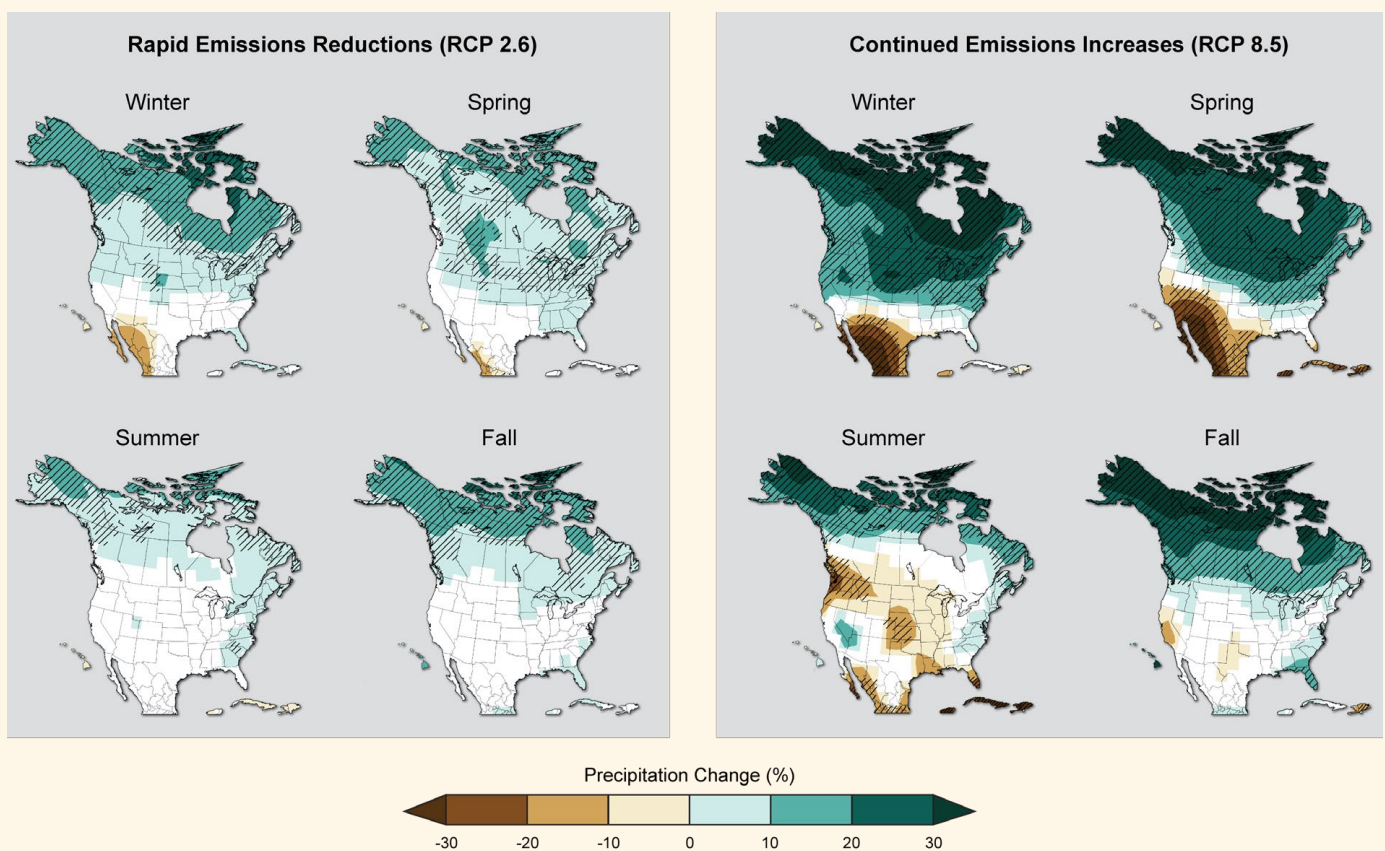 Rapid Emissions Reductions (RCP 2.6)
Winter
Spring
Summer
Fall
Continued Emissions Increases (RCP 8.5)
Winter
Spring
Summer
Fall
Precipitation Change (%)
-30 -20 -10 0 10 20 30